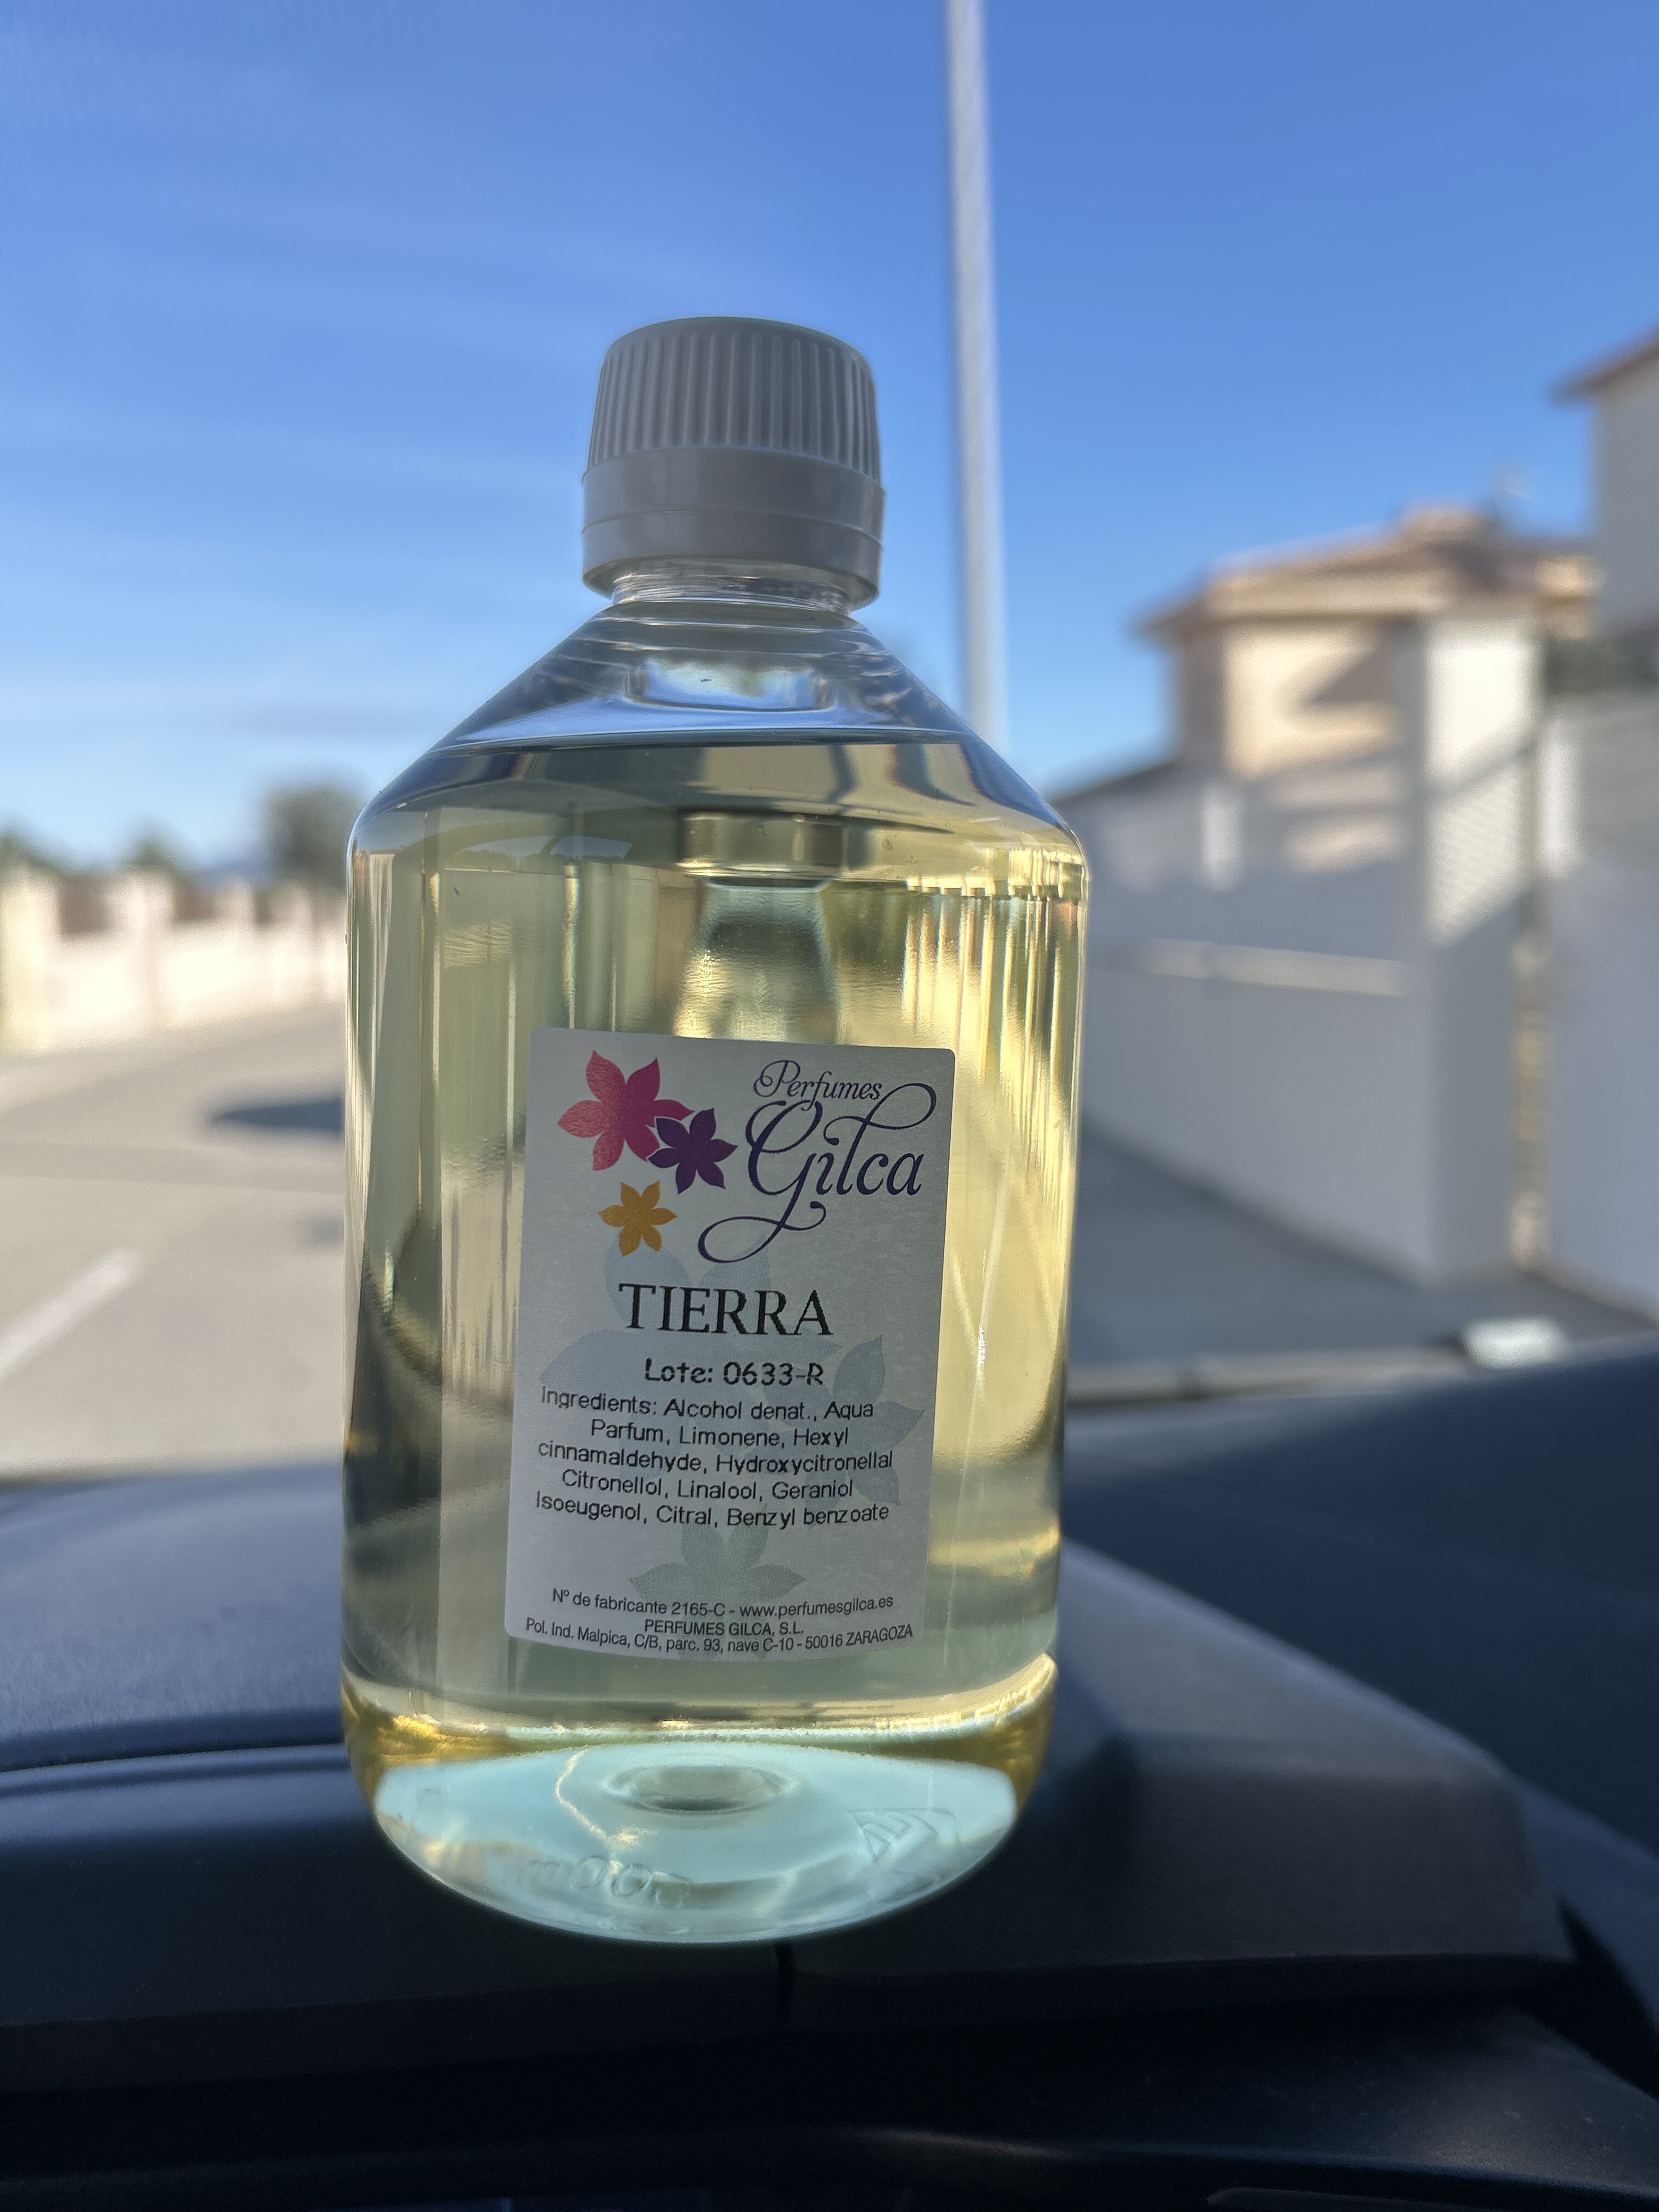 Perfumes
Gilca
TIERRA
Lote: 0633-R
Ingredients: Alcohol denat., Aqua
Parfum, Limonene, Hexyl
cinnamaldehyde, Hydroxycitronellal
Citronellol, Linalool, Geraniol
Isoeugenol, Citral, Benzyl benzoate
Nº de fabricante 2165-C - www.perfumesgilca.es
PERFUMES GILCA, S.L.
Pol. Ind. Malpica, C/B, parc. 93, nave C-10 - 50016 ZARAGOZA